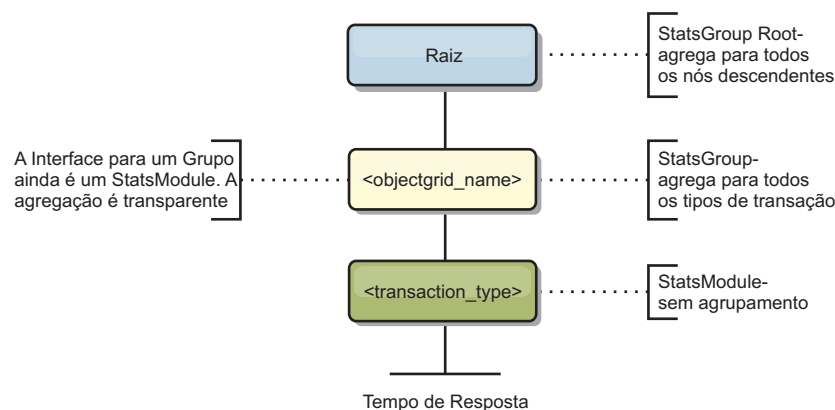 Raiz
StatsGroup Root-
agrega para todos
os nós descendentes
A Interface para um Grupo
ainda é um StatsModule. A
agregação é transparente
<objectgrid_name>
StatsGroup-
agrega para todos
os tipos de transação
<transaction_type>
StatsModule-
sem agrupamento
Tempo de Resposta